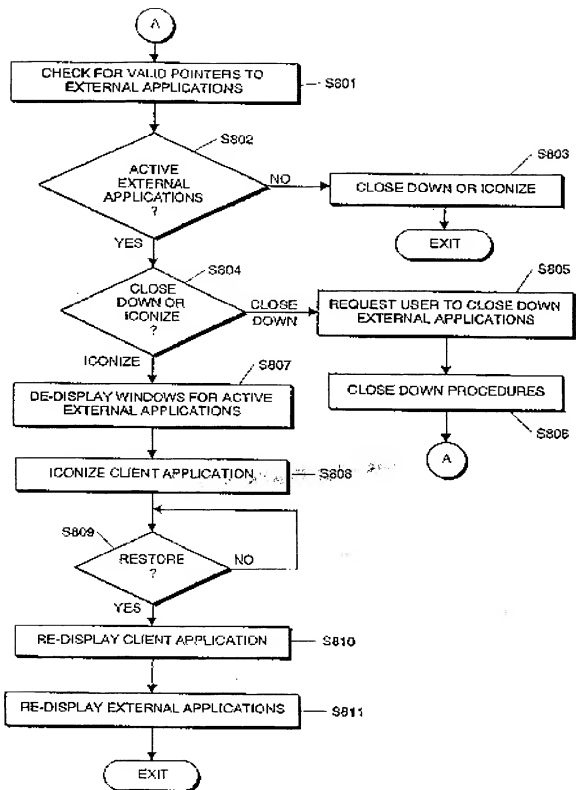 A
CHECK FOR VALID POINTERS TO
EXTERNAL APPLICATIONS
S801
S802
ACTIVE
EXTERNAL
APPLICATIONS
?
NO
S803
CLOSE DOWN OR ICONIZE
EXIT
YES
S804
CLOSE
DOWN OR
ICONIZE
?
CLOSE
DOWN
S805
REQUEST USER TO CLOSE DOWN
EXTERNAL APPLICATIONS
CLOSE DOWN PROCEDURES
S806
A
ICONIZE
S807
DE-DISPLAY WINDOWS FOR ACTIVE
EXTERNAL APPLICATIONS
ICONIZE CLIENT APPLICATION
S808
S809
RESTORE
?
NO
YES
RE-DISPLAY CLIENT APPLICATION
S810
RE-DISPLAY EXTERNAL APPLICATIONS
S811
EXIT